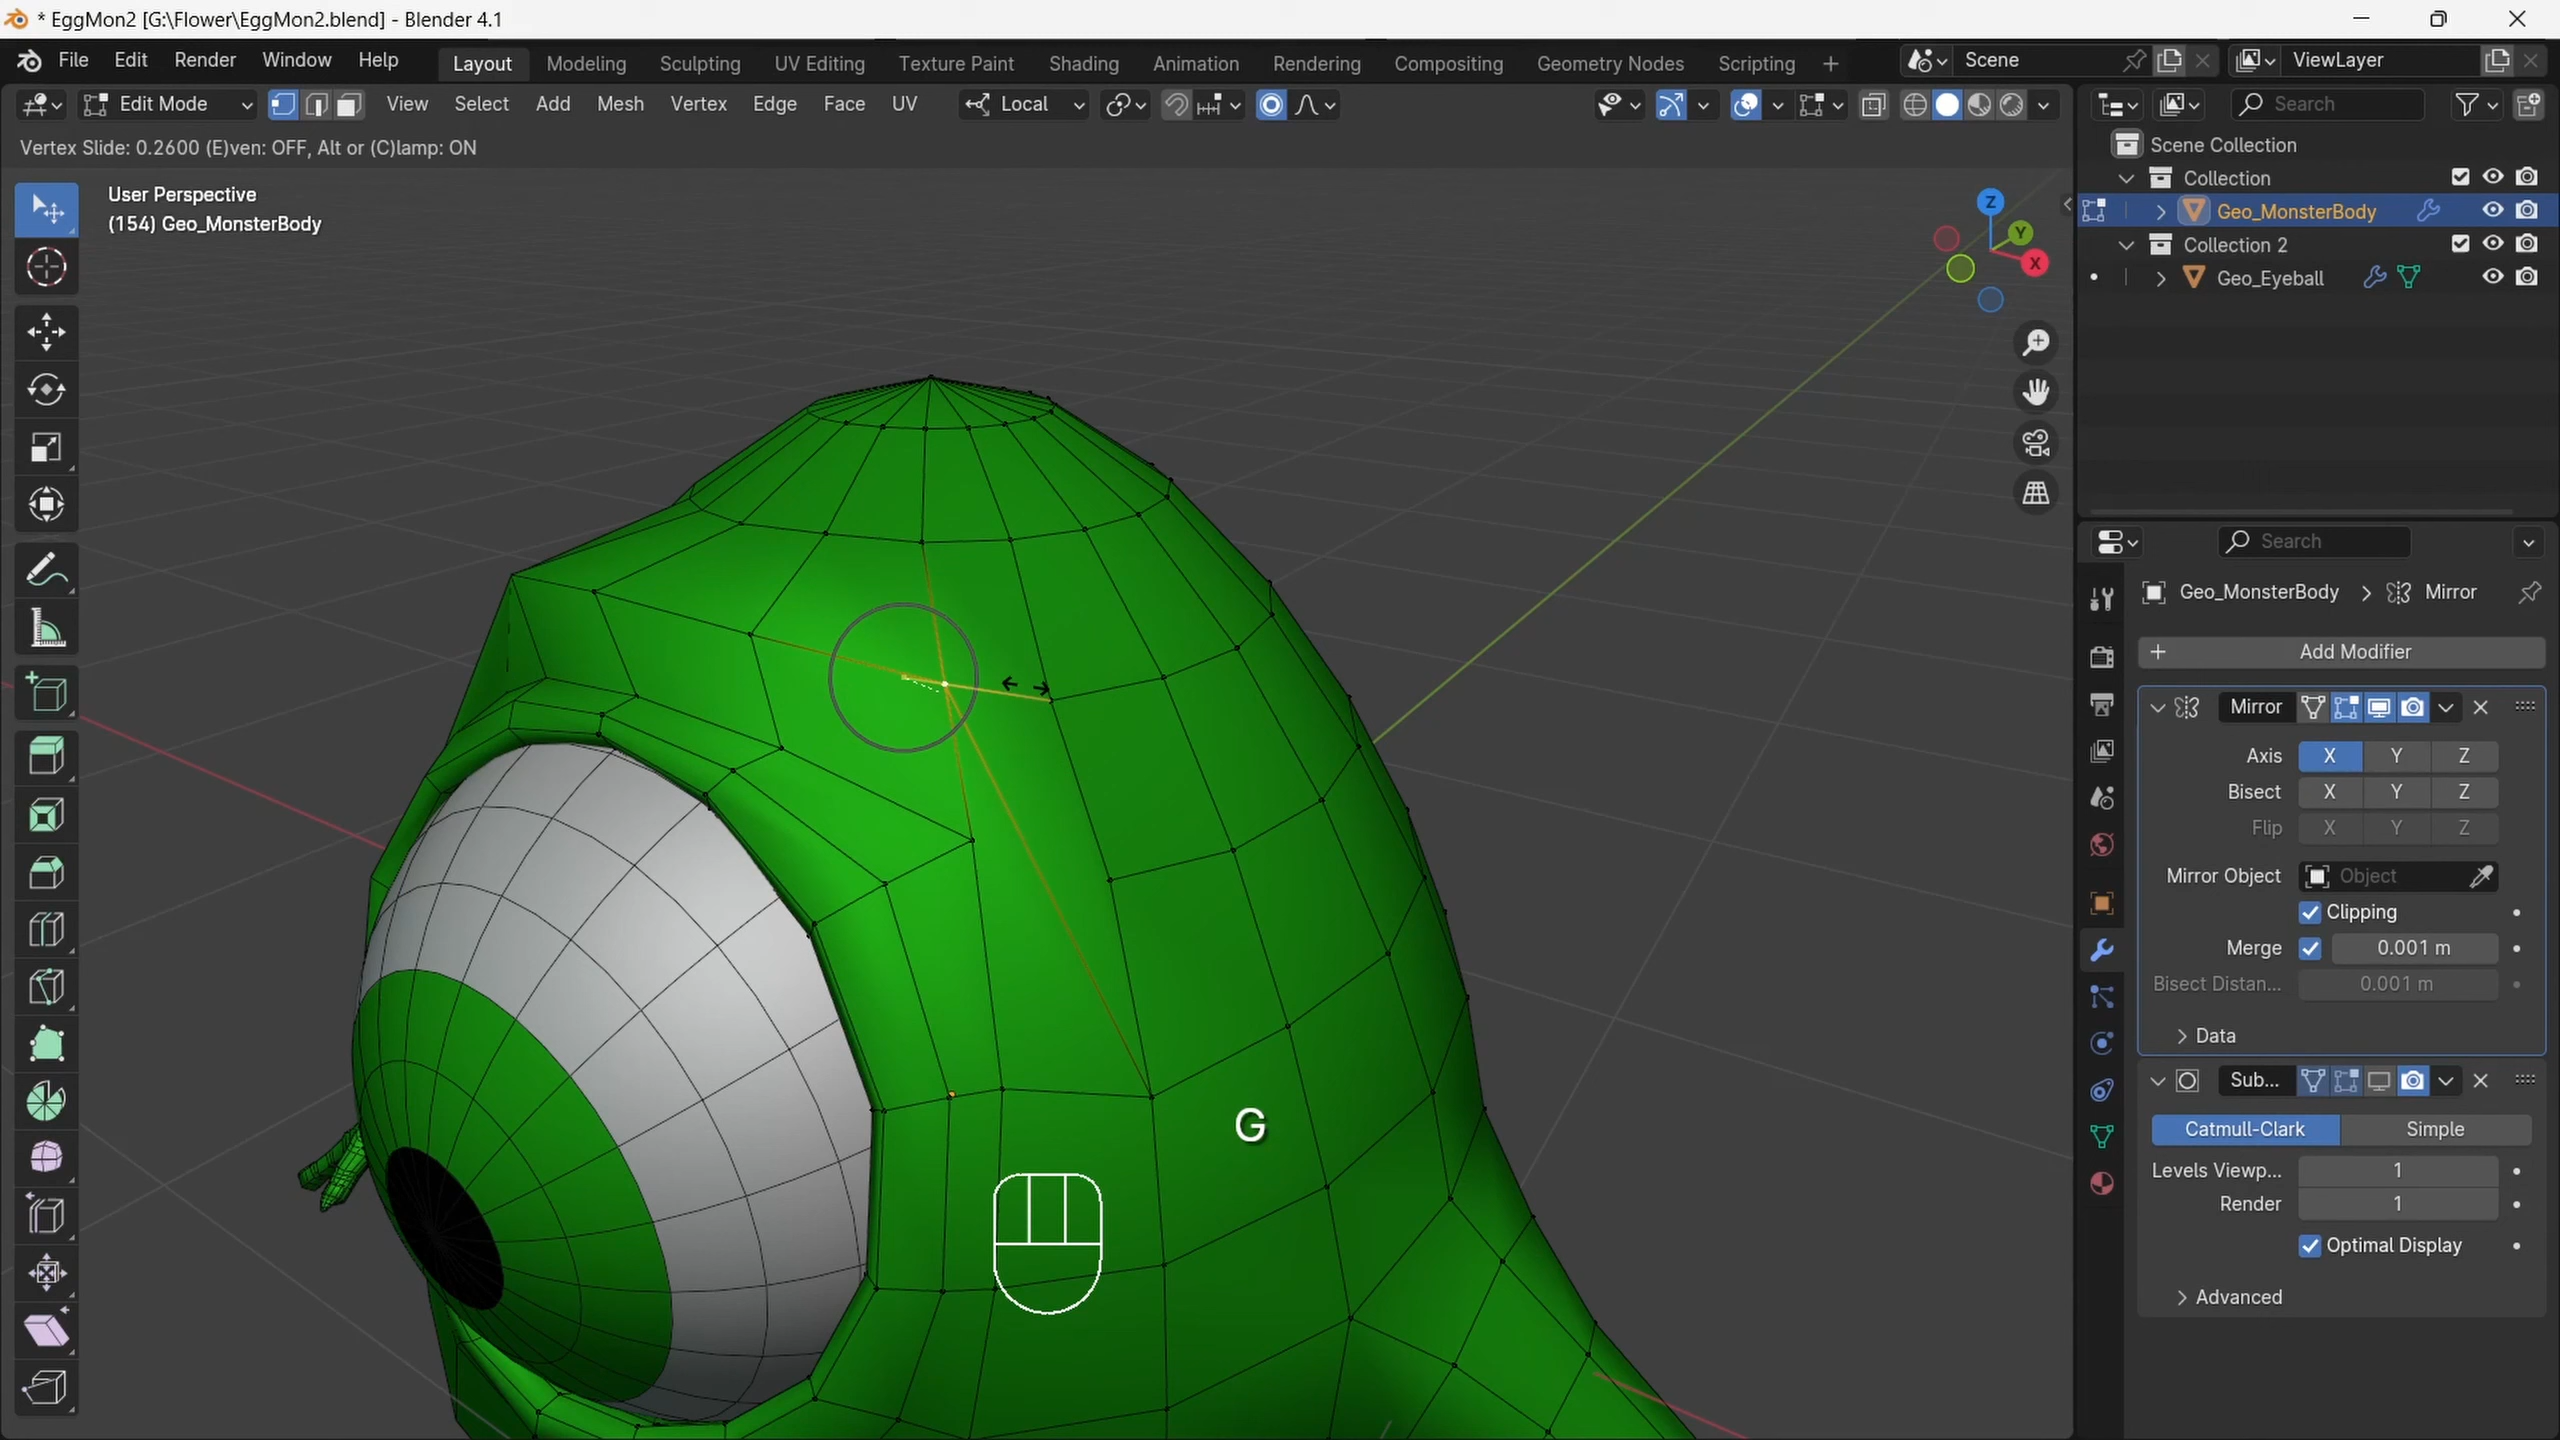 * EggMon2 [G:\Flower\EggMon2.blend] - Blender 4.1
File Edit Render Window Help Layout Modeling Sculpting UV Editing Texture Paint Shading Animation Rendering Compositing Geometry Nodes Scripting + Scene ViewLayer
Edit Mode View Select Add Mesh Vertex Edge Face UV Local Search
Vertex Slide: 0.2600 (E)ven: OFF, Alt or (C)lamp: ON
User Perspective
(154) Geo_MonsterBody
Z
Y
X
G
Scene Collection
Collection
Geo_MonsterBody
Collection 2
Geo_Eyeball
Search
Geo_MonsterBody > Mirror
+ Add Modifier
Mirror
Axis X Y Z
Bisect X Y Z
Flip X Y Z
Mirror Object Object
Clipping
Merge 0.001 m
Bisect Distan... 0.001 m
Data
Sub...
Catmull-Clark Simple
Levels Viewp... 1
Render 1
Optimal Display
Advanced